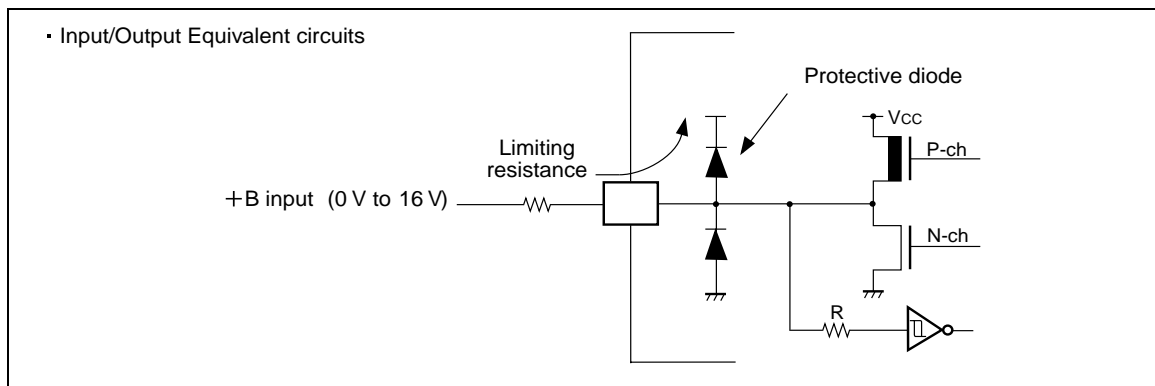 · Input/Output Equivalent circuits
Protective diode
VCC
P-ch
Limiting
resistance
+B input (0 V to 16 V)
N-ch
R